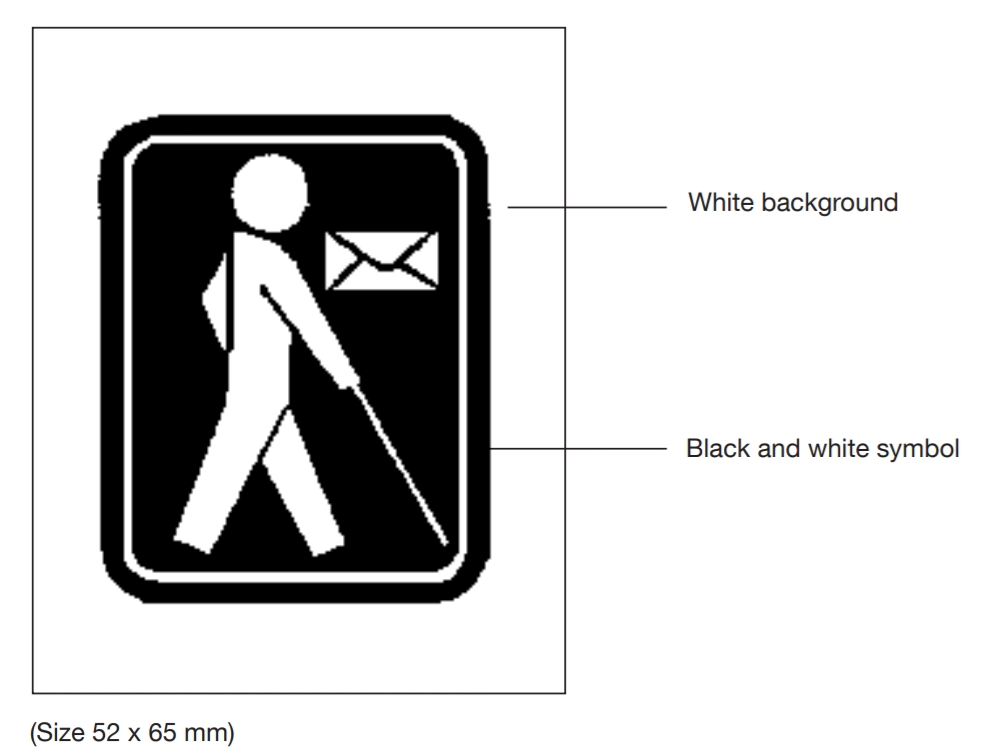 White background
Black and white symbol
(Size 52 x 65 mm)